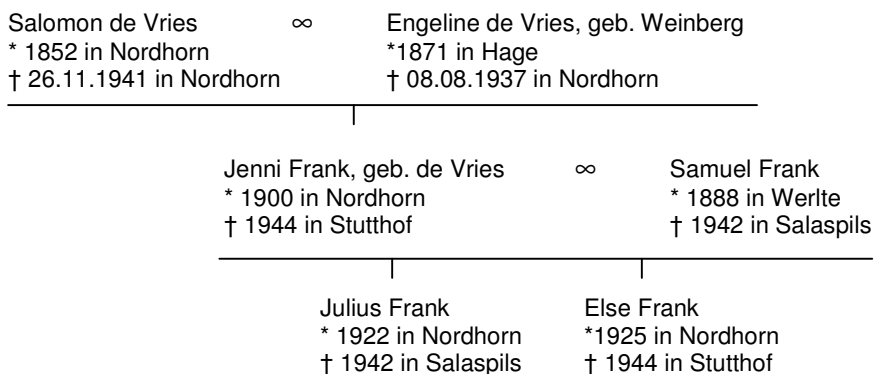 Salomon de Vries ∞ Engeline de Vries, geb. Weinberg
* 1852 in Nordhorn *1871 in Hage
† 26.11.1941 in Nordhorn † 08.08.1937 in Nordhorn
Jenni Frank, geb. de Vries ∞ Samuel Frank
* 1900 in Nordhorn * 1888 in Werlte
† 1944 in Stutthof † 1942 in Salaspils
Julius Frank Else Frank
* 1922 in Nordhorn *1925 in Nordhorn
† 1942 in Salaspils † 1944 in Stutthof